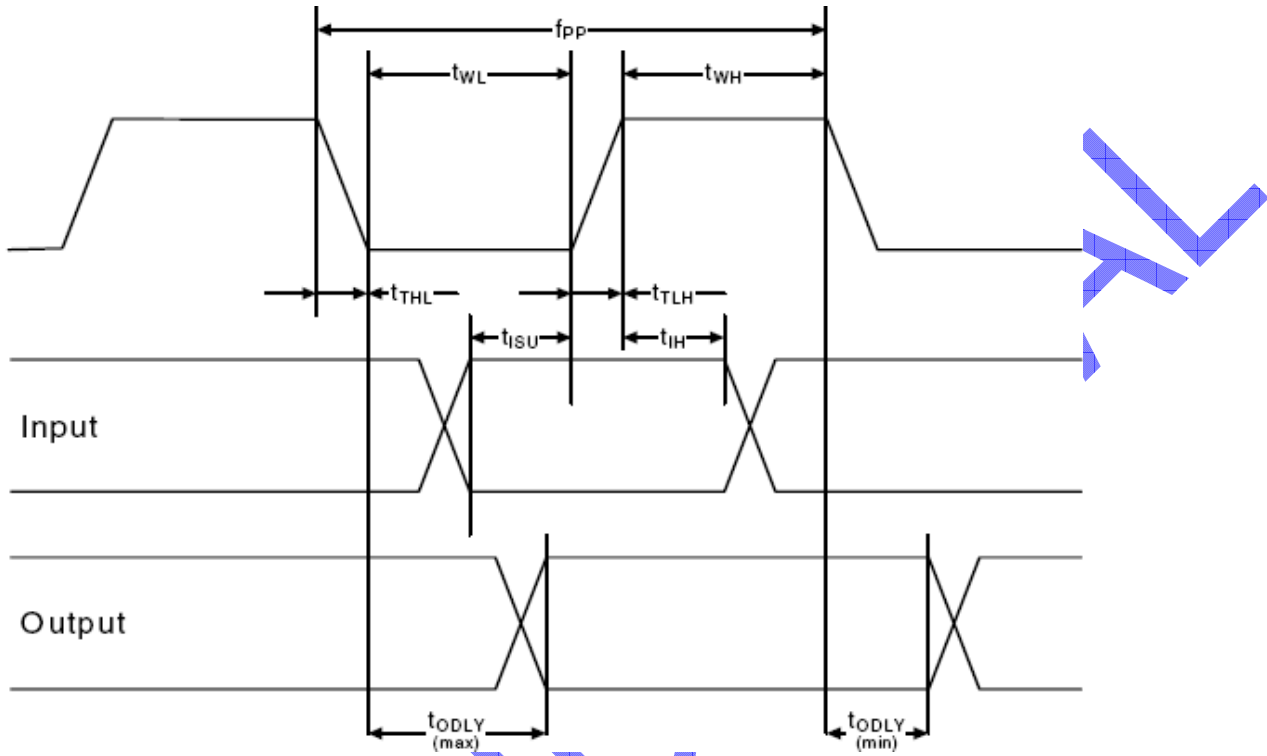 fPP
tWL
tWH
tTHL
tTLH
tISU
tIH
Input
Output
tODLY
(max)
tODLY
(min)